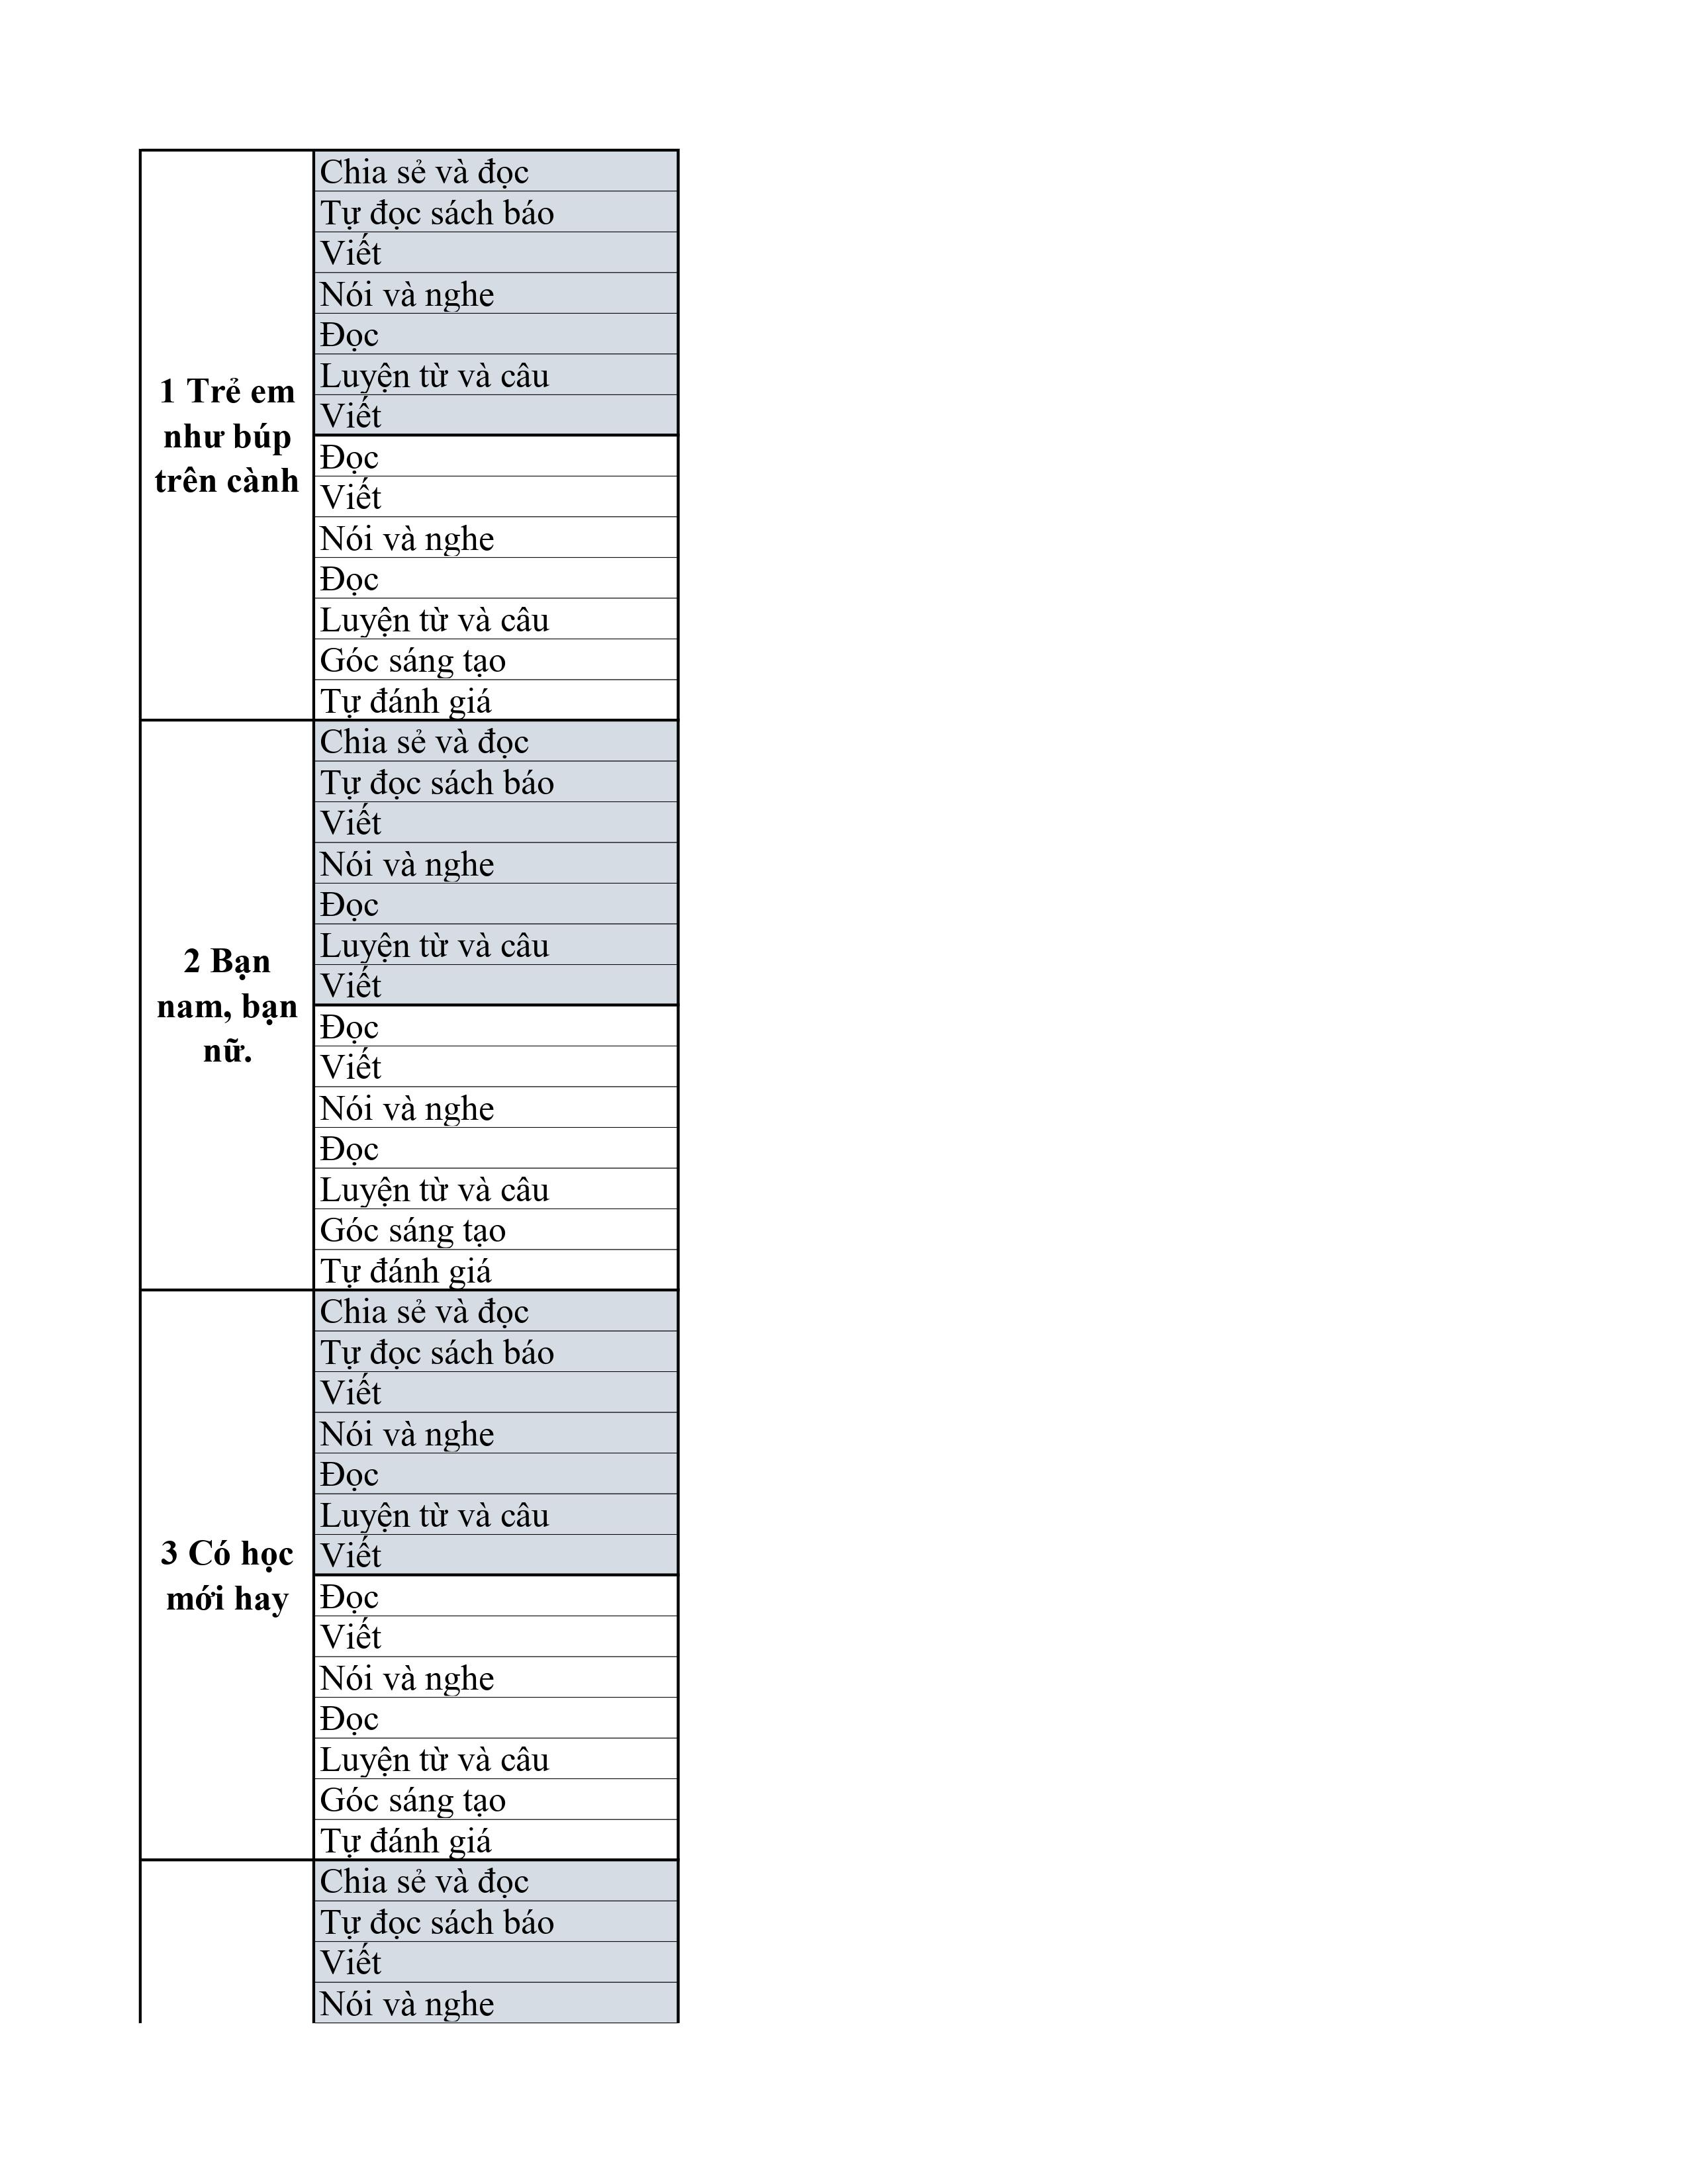 1 Trẻ em
như búp
trên cành
Chia sẻ và đọc
Tự đọc sách báo
Viết
Nói và nghe
Đọc
Luyện từ và câu
Viết
Đọc
Viết
Nói và nghe
Đọc
Luyện từ và câu
Góc sáng tạo
Tự đánh giá
2 Bạn
nam, bạn
nữ.
Chia sẻ và đọc
Tự đọc sách báo
Viết
Nói và nghe
Đọc
Luyện từ và câu
Viết
Đọc
Viết
Nói và nghe
Đọc
Luyện từ và câu
Góc sáng tạo
Tự đánh giá
3 Có học
mới hay
Chia sẻ và đọc
Tự đọc sách báo
Viết
Nói và nghe
Đọc
Luyện từ và câu
Viết
Đọc
Viết
Nói và nghe
Đọc
Luyện từ và câu
Góc sáng tạo
Tự đánh giá
Chia sẻ và đọc
Tự đọc sách báo
Viết
Nói và nghe